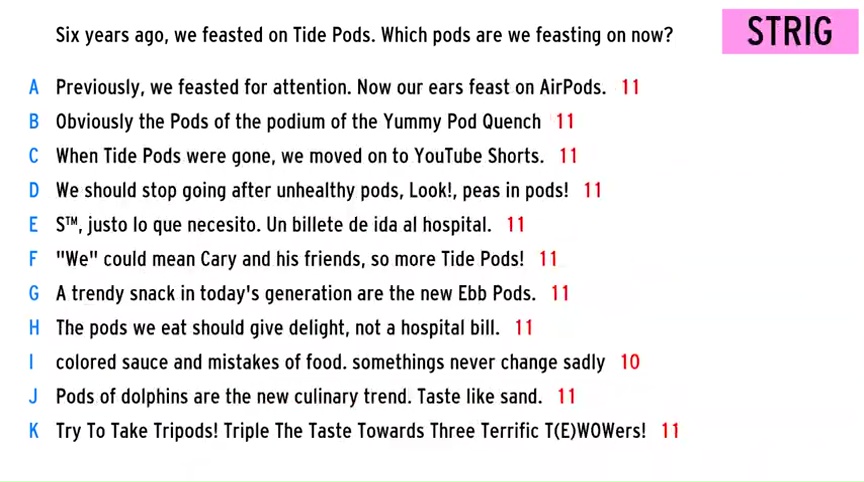 Six years ago, we feasted on Tide Pods. Which pods are we feasting on now?
STRIG
A Previously, we feasted for attention. Now our ears feast on AirPods. 11
B Obviously the Pods of the podium of the Yummy Pod Quench 11
C When Tide Pods were gone, we moved on to YouTube Shorts. 11
D We should stop going after unhealthy pods, Look!, peas in pods! 11
E S™, justo lo que necesito. Un billete de ida al hospital. 11
F "We" could mean Cary and his friends, so more Tide Pods! 11
G A trendy snack in today's generation are the new Ebb Pods. 11
H The pods we eat should give delight, not a hospital bill. 11
I colored sauce and mistakes of food. somethings never change sadly 10
J Pods of dolphins are the new culinary trend. Taste like sand. 11
K Try To Take Tripods! Triple The Taste Towards Three Terrific T(E)WOWers! 11